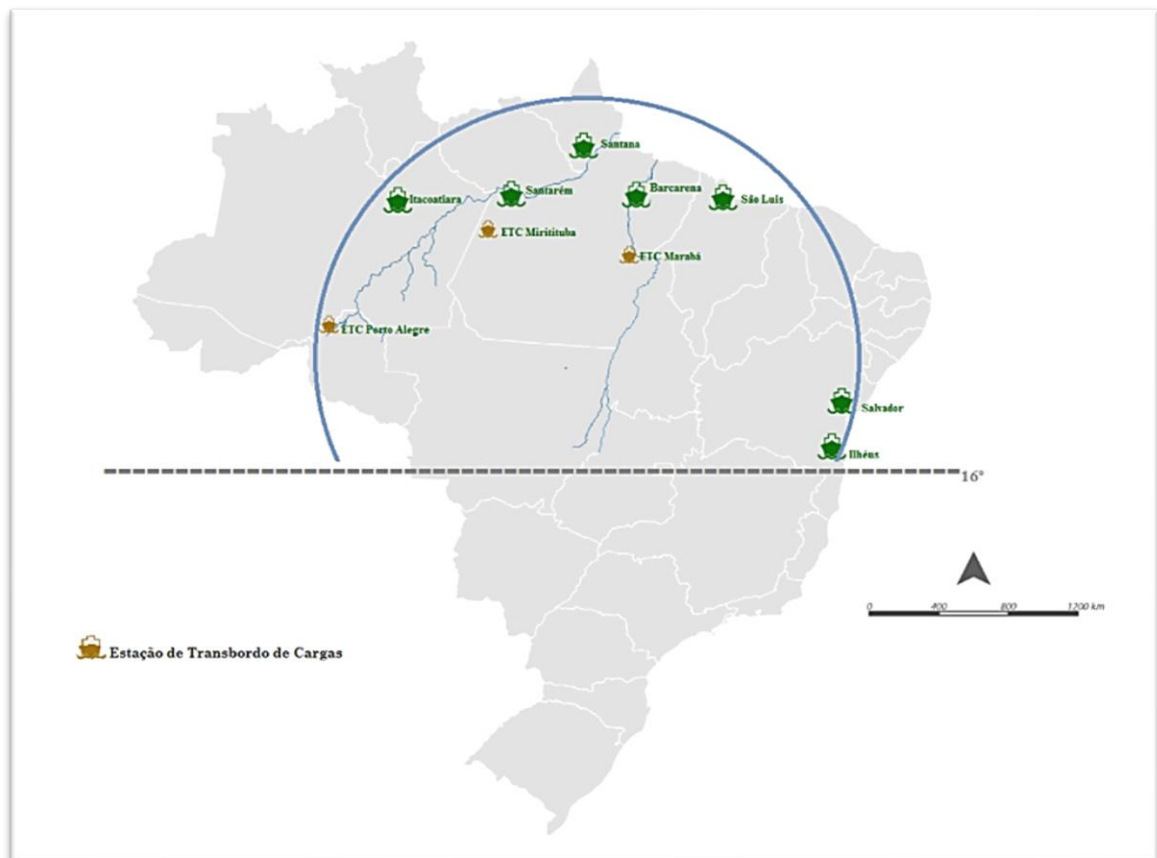 Santana
Itacoatiara
Santarém
Barcarena
São Luis
ETC Miritituba
ETC Marabá
ETC Porto Alegre
Salvador
Ilhéus
16°
0 400 800 1200 km
Estação de Transbordo de Cargas